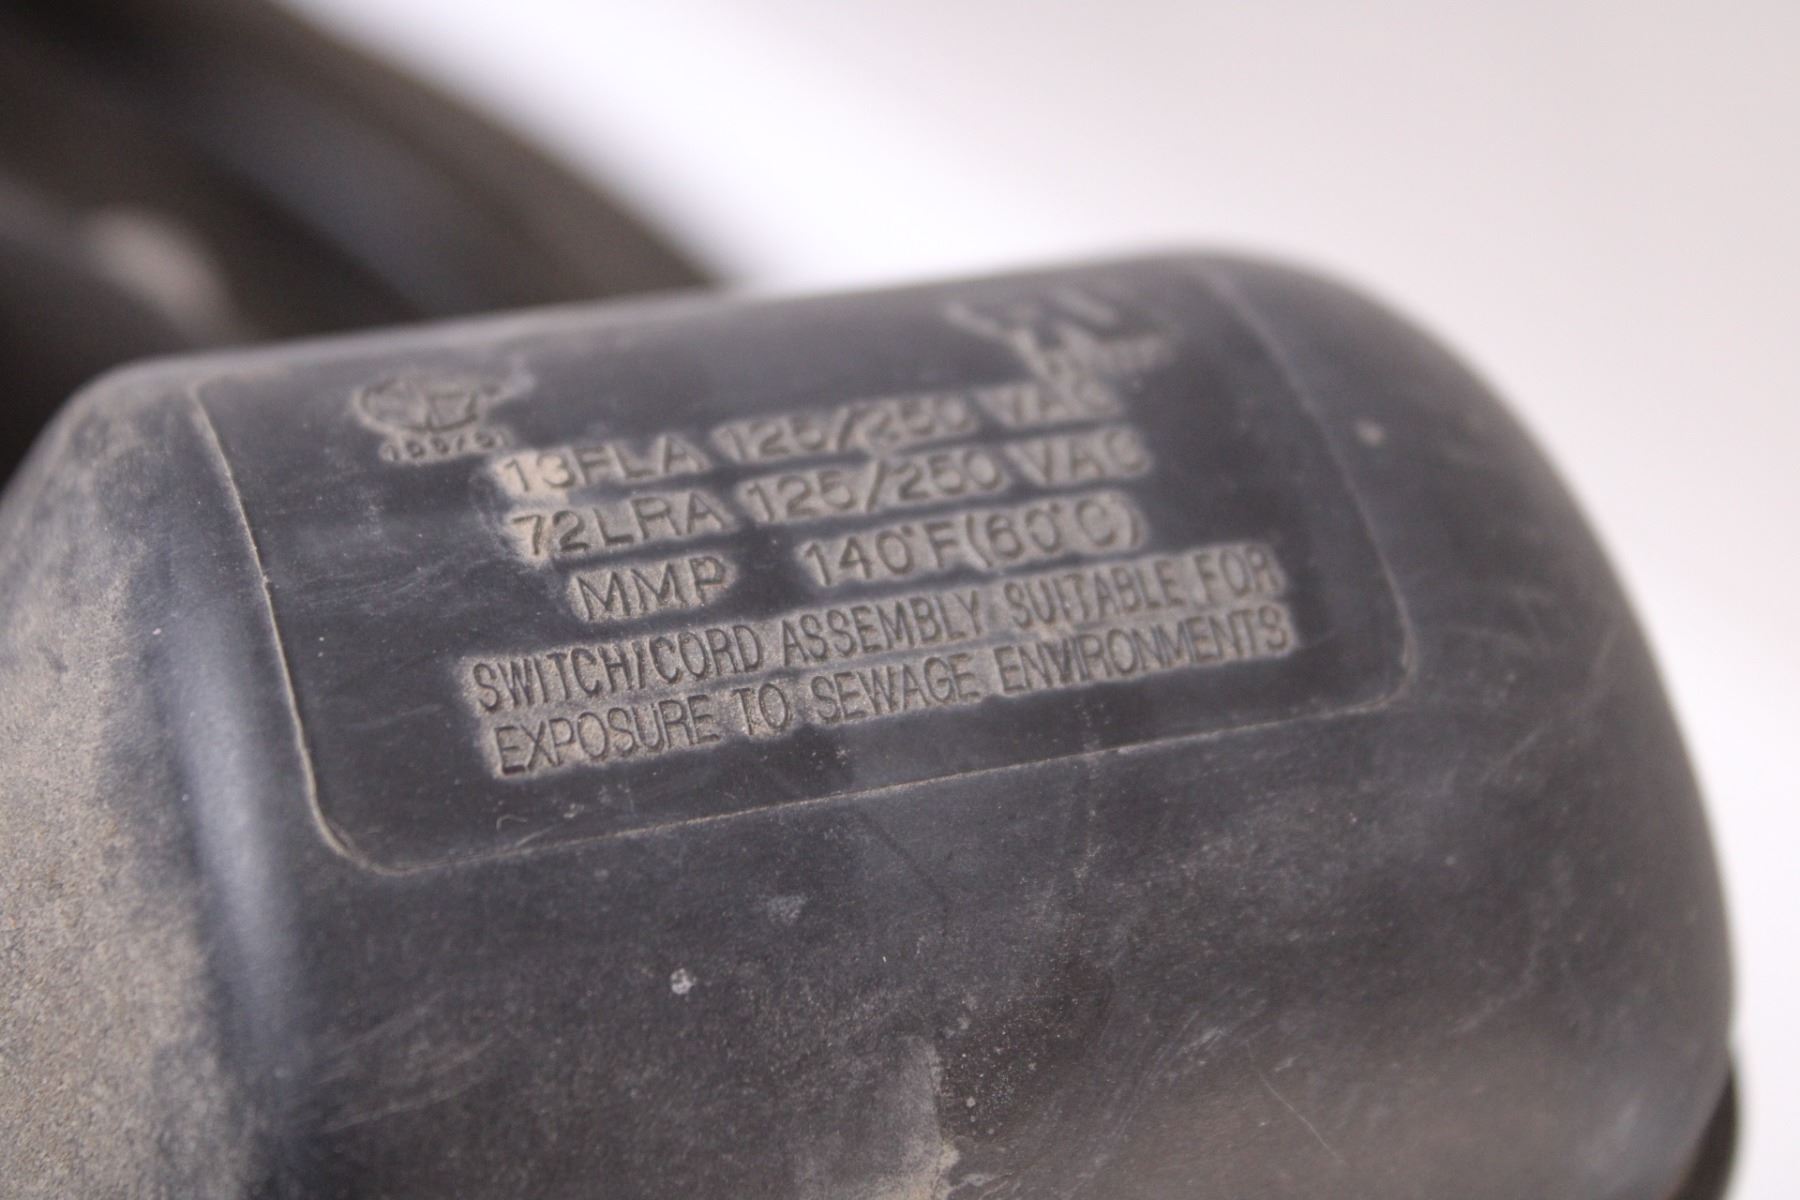 13FLA 125/250 VAC
72LRA 125/250 VAC
MMP 140°F(60°C)
SWITCH/CORD ASSEMBLY SUITABLE FOR
EXPOSURE TO SEWAGE ENVIRONMENTS